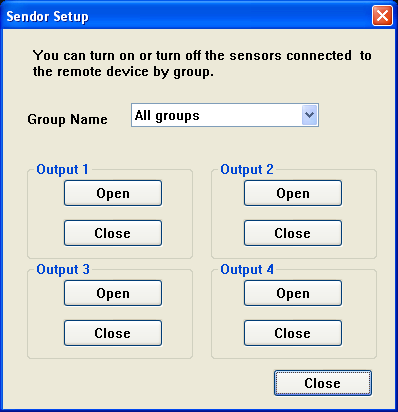 Sendor Setup
You can turn on or turn off the sensors connected to
the remote device by group.
Group Name
All groups
Output 1
Open
Close
Output 2
Open
Close
Output 3
Open
Close
Output 4
Open
Close
Close